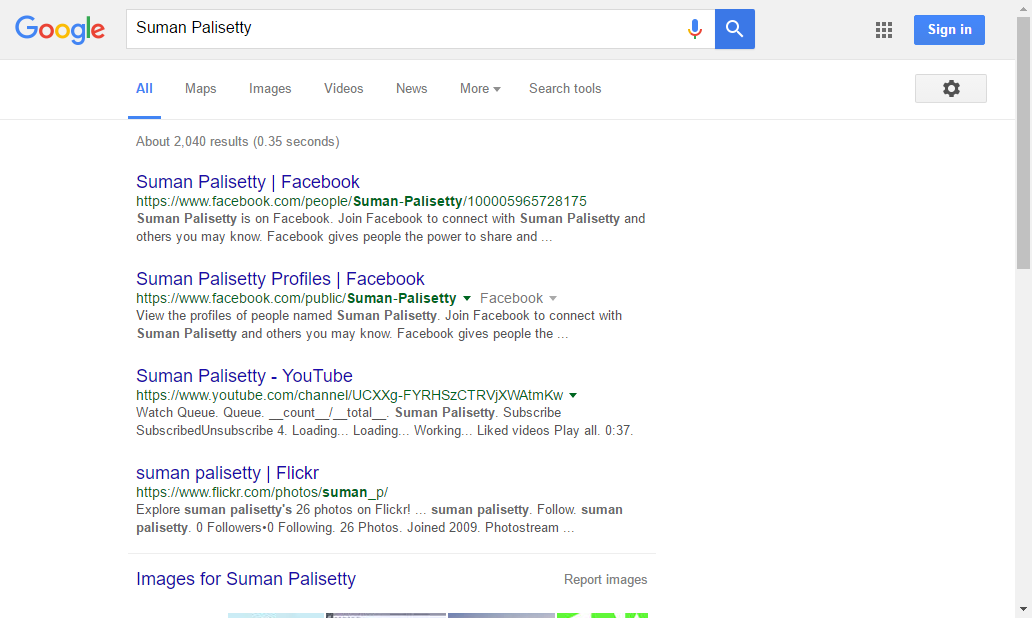 Google
Suman Palisetty
Sign in
All Maps Images Videos News More Search tools
About 2,040 results (0.35 seconds)
Suman Palisetty | Facebook
https://www.facebook.com/people/Suman-Palisetty/100005965728175
Suman Palisetty is on Facebook. Join Facebook to connect with Suman Palisetty and
others you may know. Facebook gives people the power to share and ...
Suman Palisetty Profiles | Facebook
https://www.facebook.com/public/Suman-Palisetty Facebook
View the profiles of people named Suman Palisetty. Join Facebook to connect with
Suman Palisetty and others you may know. Facebook gives people the ...
Suman Palisetty - YouTube
https://www.youtube.com/channel/UCXXg-FYRHSzCTRVjXWAtmKw
Watch Queue. Queue. __count__/__total__. Suman Palisetty. Subscribe
SubscribedUnsubscribe 4. Loading... Loading... Working... Liked videos Play all. 0:37.
suman palisetty | Flickr
https://www.flickr.com/photos/suman_p/
Explore suman palisetty's 26 photos on Flickr! ... suman palisetty. Follow. suman
palisetty. 0 Followers•0 Following. 26 Photos. Joined 2009. Photostream ...
Images for Suman Palisetty Report images